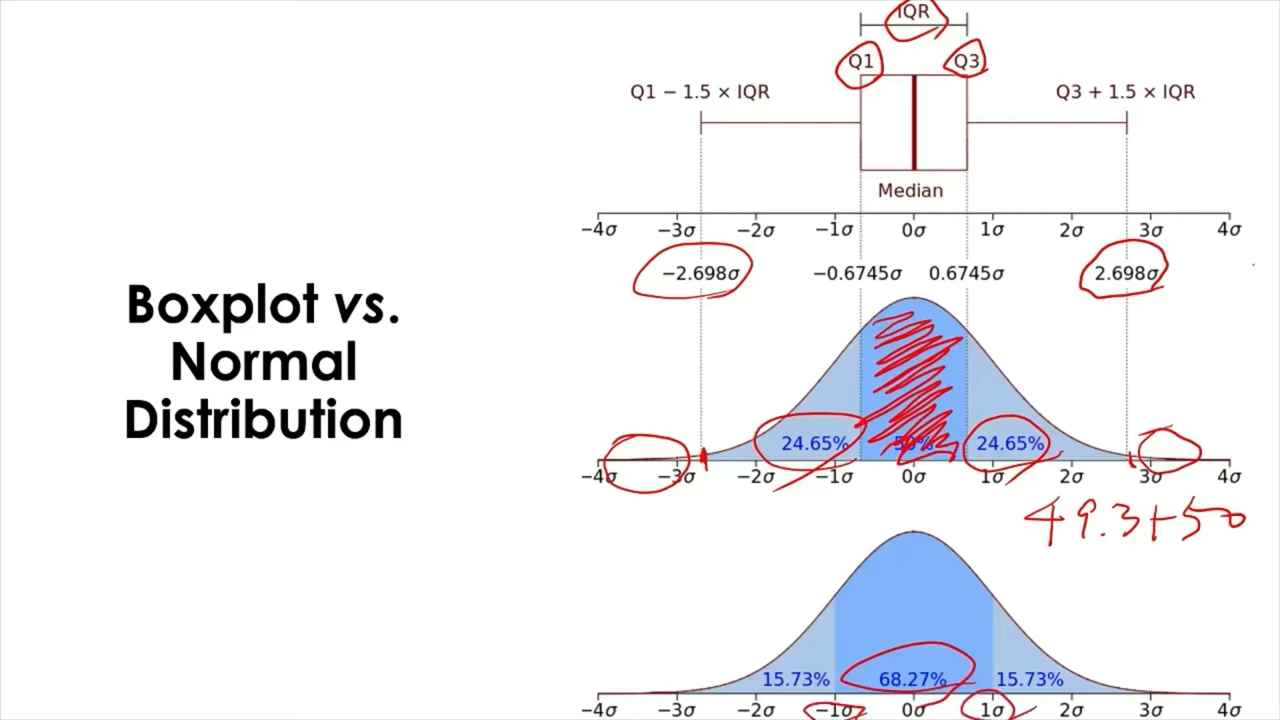 Boxplot vs.
Normal
Distribution
IQR
Q1 Q3
Q1 − 1.5 × IQR Q3 + 1.5 × IQR
Median
−4σ −3σ −2σ −1σ 0σ 1σ 2σ 3σ 4σ
−2.698σ −0.6745σ 0.6745σ 2.698σ
24.65% 50% 24.65%
−4σ −3σ −2σ −1σ 0σ 1σ 2σ 3σ 4σ
49.3+50
15.73% 68.27% 15.73%
−4σ −3σ −2σ −1σ 0σ 1σ 2σ 3σ 4σ